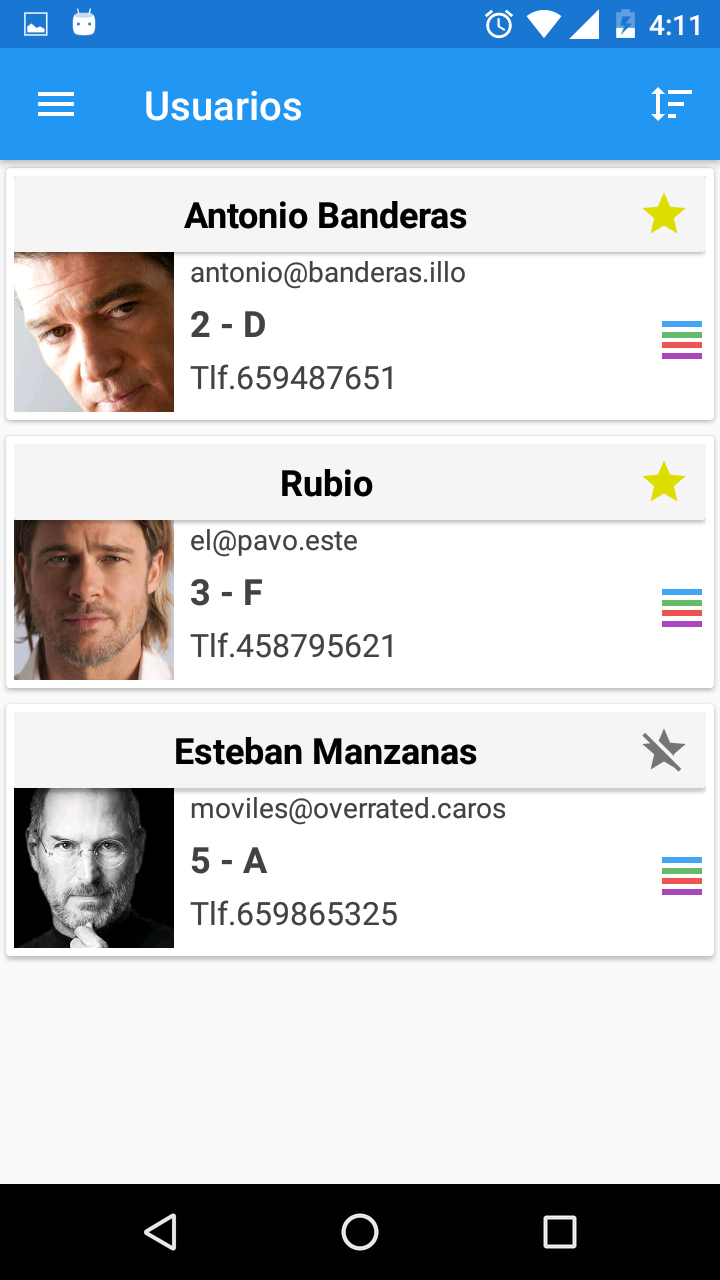 4:11
Usuarios
Antonio Banderas
antonio@banderas.illo
2 - D
Tlf.659487651
Rubio
el@pavo.este
3 - F
Tlf.458795621
Esteban Manzanas
moviles@overrated.caros
5 - A
Tlf.659865325